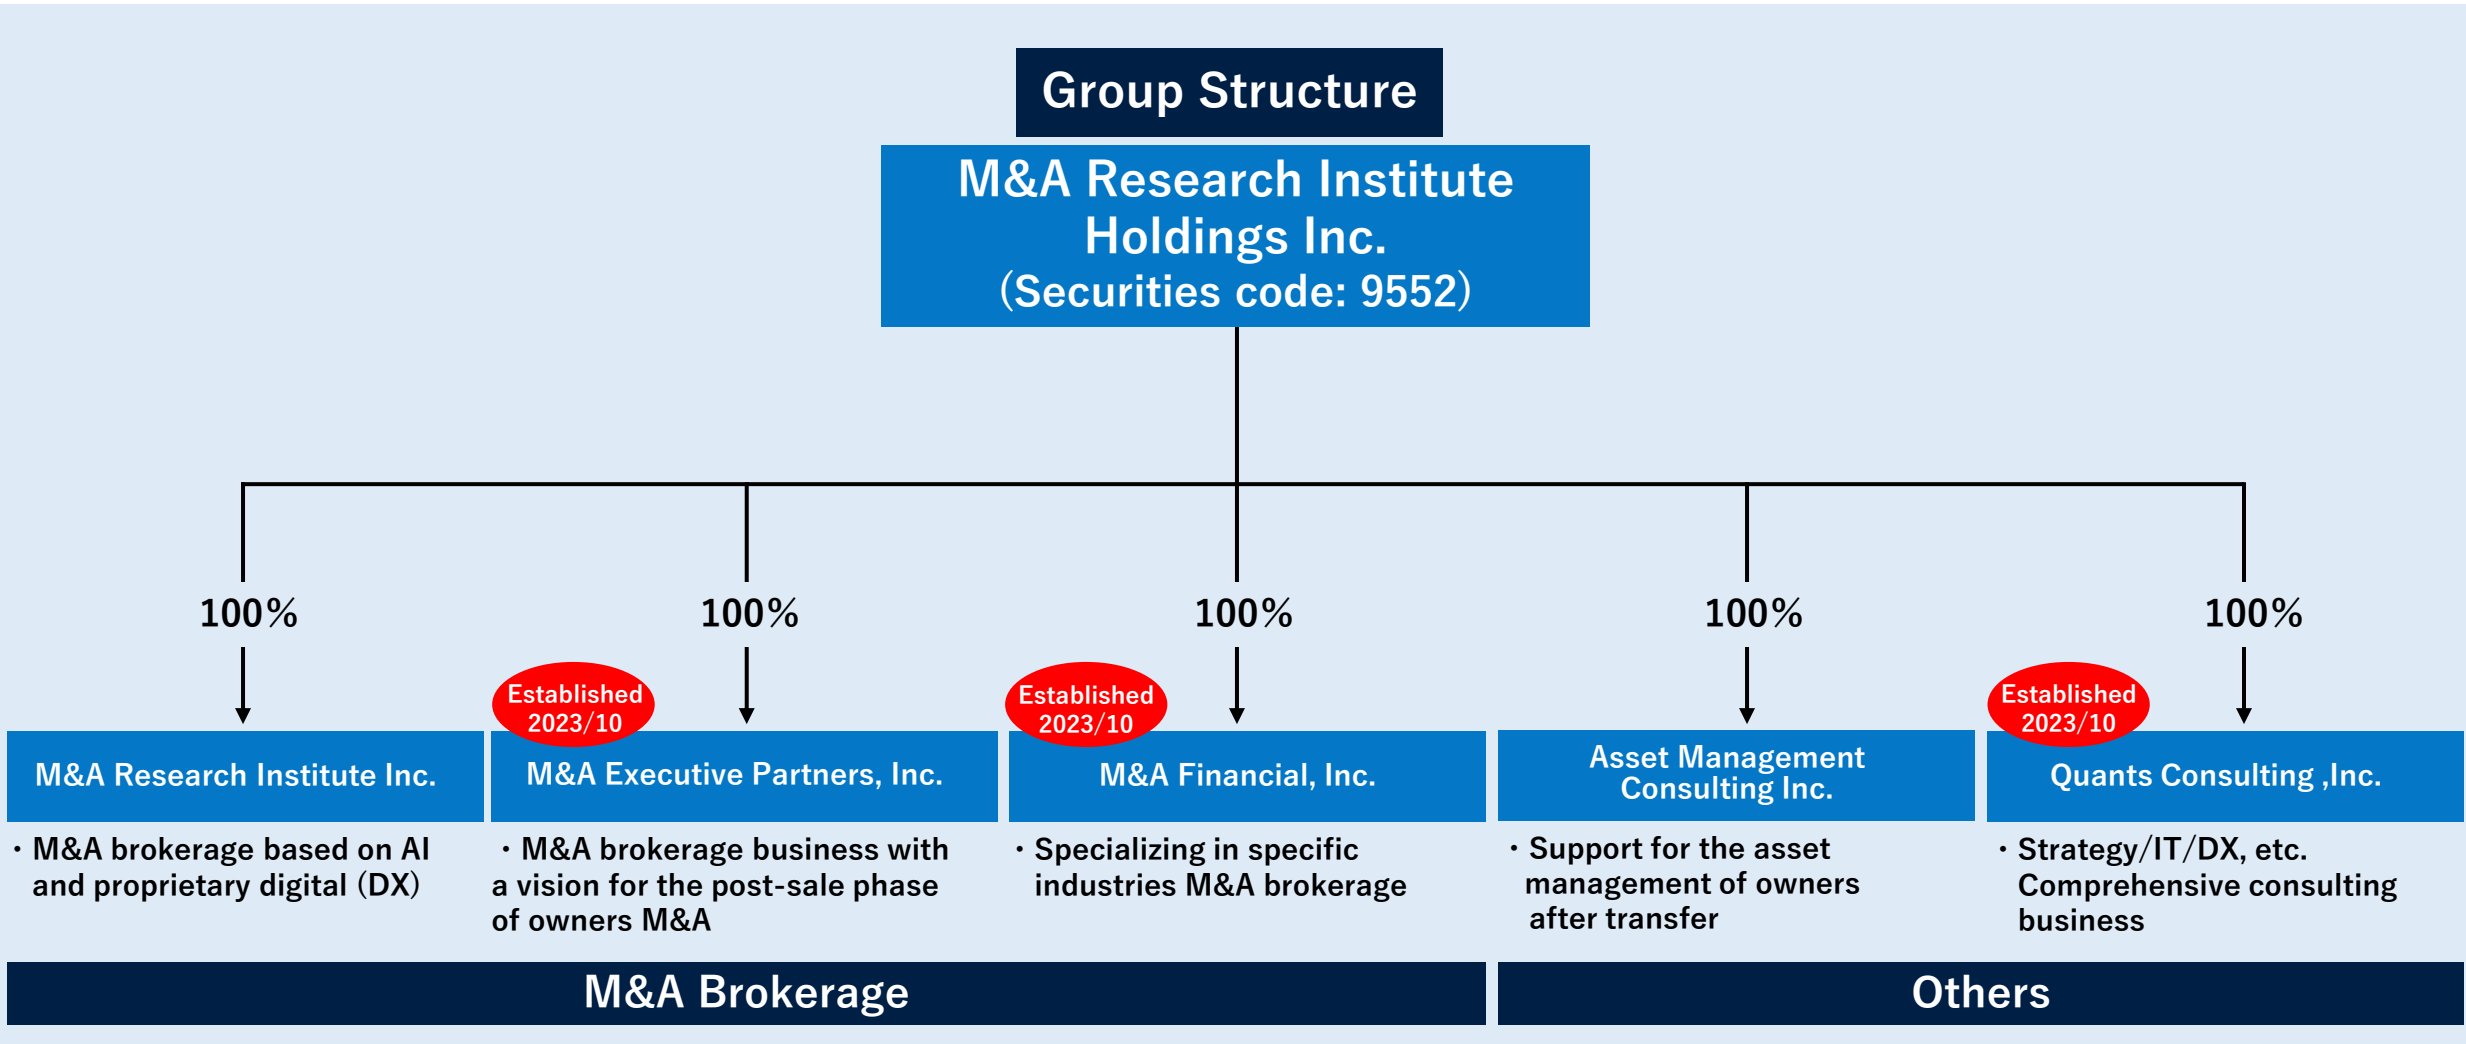 Group Structure
M&A Research Institute
Holdings Inc.
(Securities code: 9552)
100%
100%
100%
100%
100%
M&A Research Institute Inc.
・M&A brokerage based on AI
and proprietary digital (DX)
Established
2023/10
M&A Executive Partners, Inc.
・M&A brokerage business with
a vision for the post-sale phase
of owners M&A
Established
2023/10
M&A Financial, Inc.
・Specializing in specific
industries M&A brokerage
Asset Management
Consulting Inc.
・Support for the asset
management of owners
after transfer
Established
2023/10
Quants Consulting ,Inc.
・Strategy/IT/DX, etc.
Comprehensive consulting
business
M&A Brokerage
Others